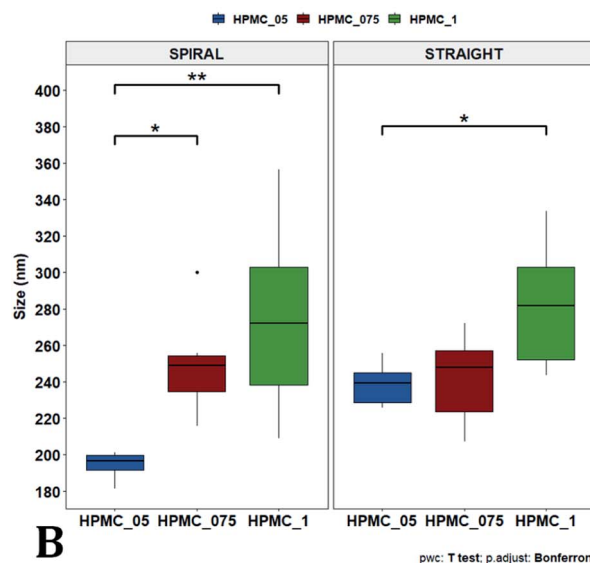 HPMC_05 HPMC_075 HPMC_1
SPIRAL STRAIGHT
** 
* *
400
380
360
340
320
300
280
260
240
220
200
180
Size (nm)
HPMC_05 HPMC_075 HPMC_1 HPMC_05 HPMC_075 HPMC_1
B
pwc: T test; p.adjust: Bonferron